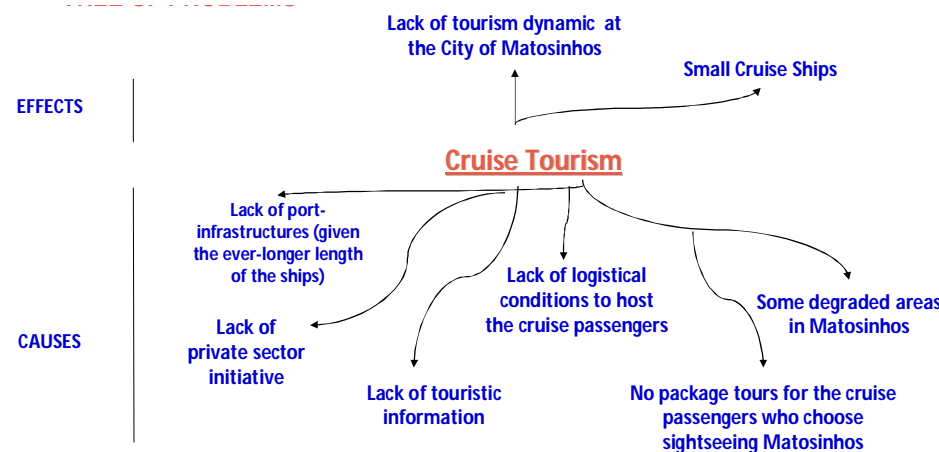 Lack of tourism dynamic at
the City of Matosinhos
Small Cruise Ships
EFFECTS
Cruise Tourism
Lack of port-
infrastructures (given
the ever-longer length
of the ships)
Lack of logistical
conditions to host
the cruise passengers
Some degraded areas
in Matosinhos
CAUSES
Lack of
private sector
initiative
Lack of touristic
information
No package tours for the cruise
passengers who choose
sightseeing Matosinhos